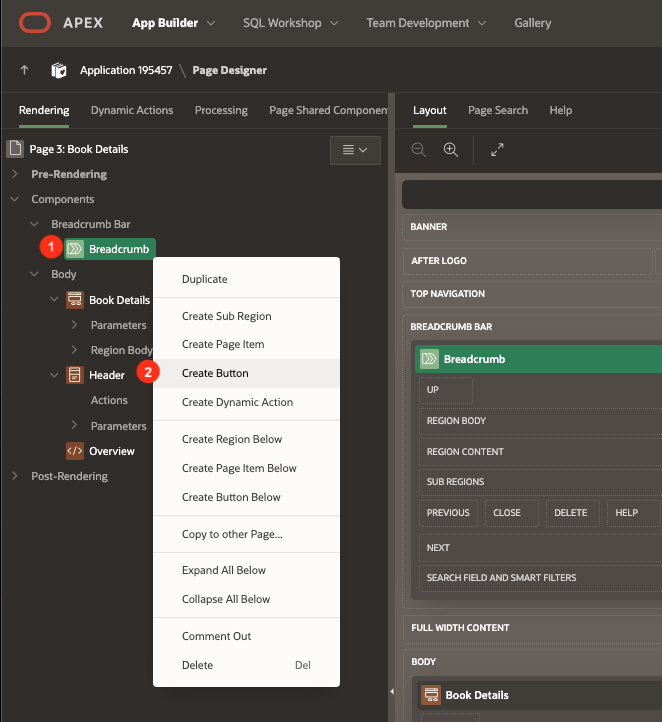 APEX App Builder SQL Workshop Team Development Gallery
Application 195457 \ Page Designer
Rendering Dynamic Actions Processing Page Shared Componen
Layout Page Search Help
Page 3: Book Details
Pre-Rendering
Components
Breadcrumb Bar
1 Breadcrumb
Body
Book Details
Parameters
Region Body
Header
Actions
Parameters
</> Overview
Post-Rendering
Duplicate
Create Sub Region
Create Page Item
2 Create Button
Create Dynamic Action
Create Region Below
Create Page Item Below
Create Button Below
Copy to other Page...
Expand All Below
Collapse All Below
Comment Out
Delete Del
BANNER
AFTER LOGO
TOP NAVIGATION
BREADCRUMB BAR
Breadcrumb
UP
REGION BODY
REGION CONTENT
SUB REGIONS
PREVIOUS CLOSE DELETE HELP
NEXT
SEARCH FIELD AND SMART FILTERS
FULL WIDTH CONTENT
BODY
Book Details